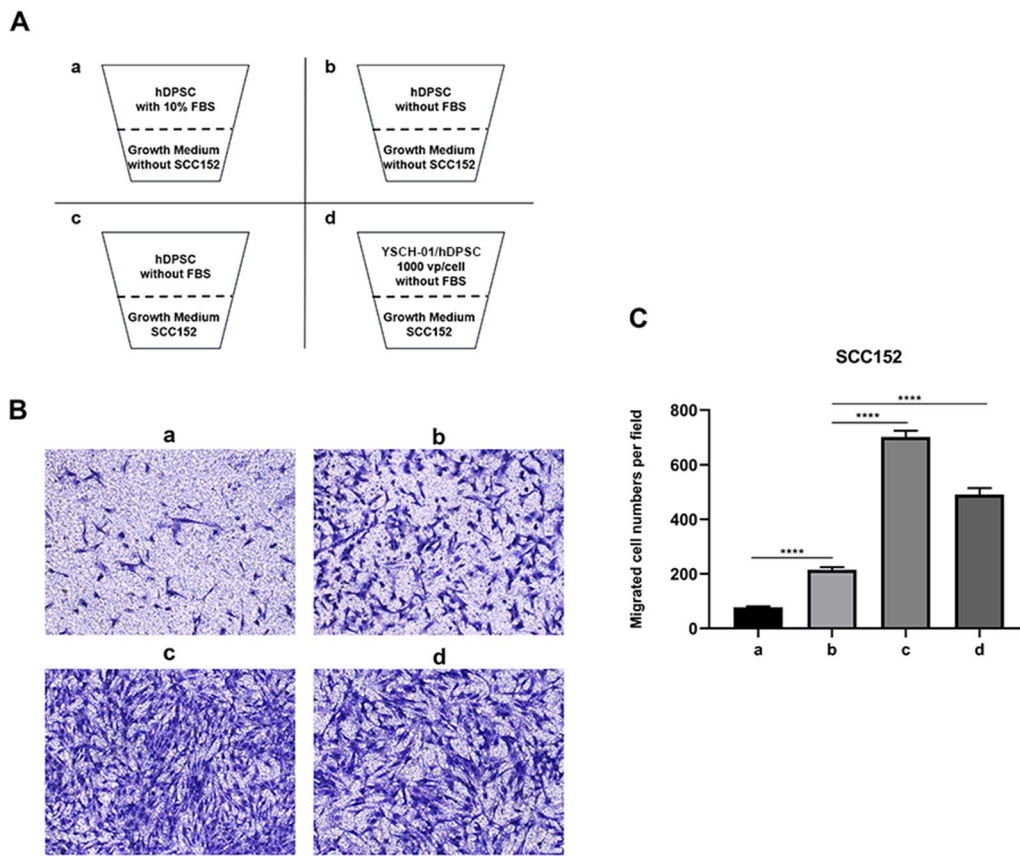 A
a
hDPSC
with 10% FBS
Growth Medium
without SCC152
b
hDPSC
without FBS
Growth Medium
without SCC152
c
hDPSC
without FBS
Growth Medium
SCC152
d
YSCH-01/hDPSC
1000 vp/cell
without FBS
Growth Medium
SCC152
B
a
b
c
d
C
SCC152
Migrated cell numbers per field
800
600
400
200
0
****
****
****
a
b
c
d